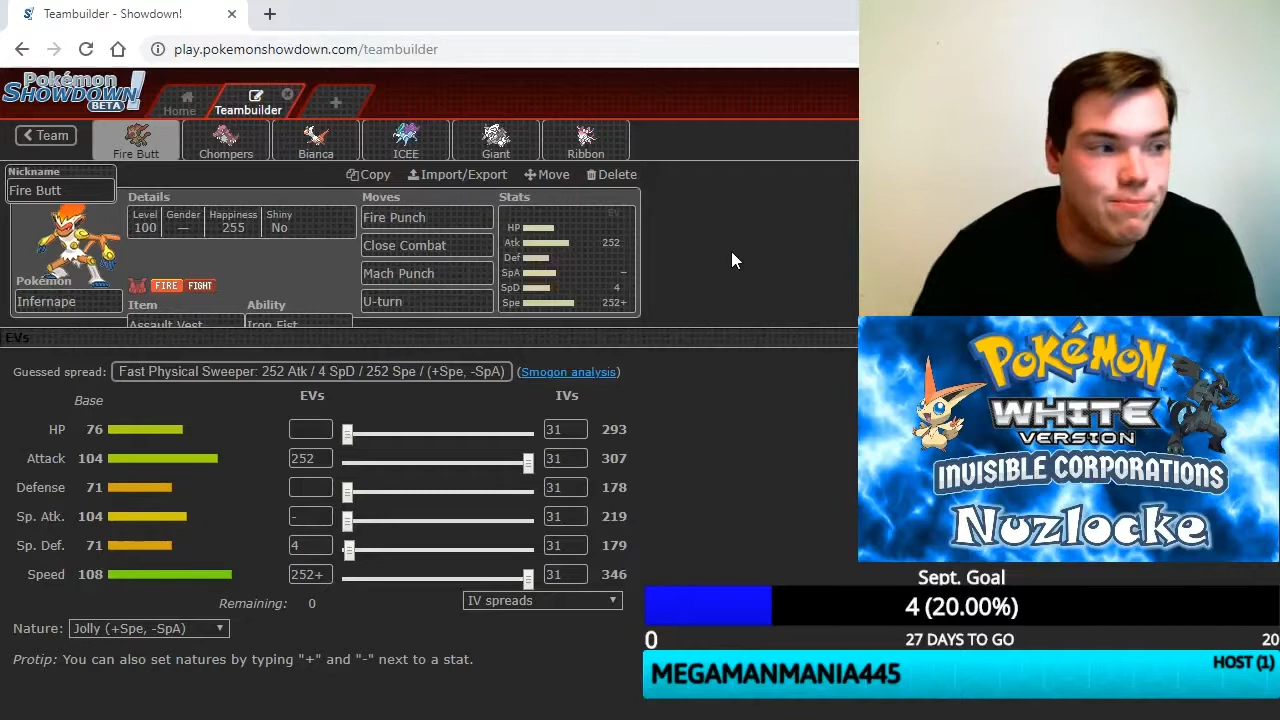 Teambuilder - Showdown!
play.pokemonshowdown.com/teambuilder
Pokémon
SHOWDOWN!
BETA
Home
Teambuilder
Team
Fire Butt
Chompers
Bianca
ICEE
Giant
Ribbon
Copy
Import/Export
Move
Delete
Nickname
Fire Butt
Pokémon
Infernape
Details
Level Gender Happiness Shiny
100 — 255 No
FIRE FIGHT
Item Ability
Assault Vest Iron Fist
Moves
Fire Punch
Close Combat
Mach Punch
U-turn
Stats
EV
HP
Atk 252
Def
SpA –
SpD 4
Spe 252+
EVs
Guessed spread: Fast Physical Sweeper: 252 Atk / 4 SpD / 252 Spe / (+Spe, -SpA) (Smogon analysis)
Base EVs IVs
HP 76 31 293
Attack 104 252 31 307
Defense 71 31 178
Sp. Atk. 104 - 31 219
Sp. Def. 71 4 31 179
Speed 108 252+ 31 346
Remaining: 0
IV spreads
Nature: Jolly (+Spe, -SpA)
Protip: You can also set natures by typing "+" and "-" next to a stat.
POKéMON
WHITE
VERSION
INVISIBLE CORPORATIONS
Nuzlocke
Sept. Goal
4 (20.00%)
0 27 DAYS TO GO 20
MEGAMANMANIA445
HOST (1)